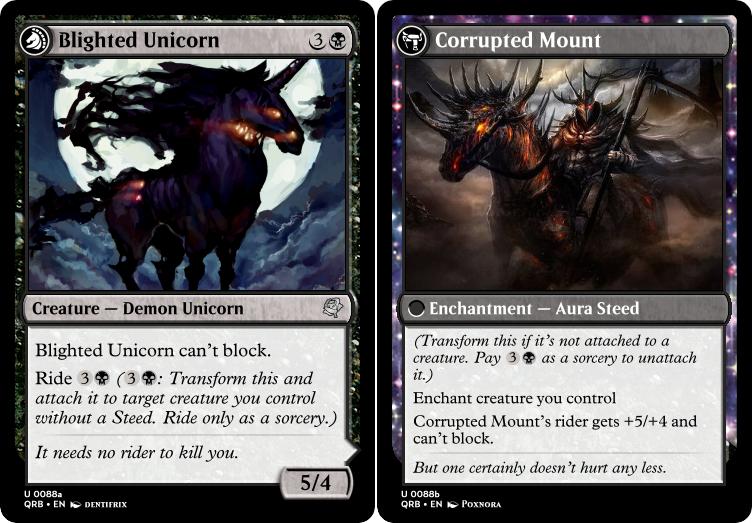 Blighted Unicorn 3
Creature — Demon Unicorn
Blighted Unicorn can't block.
Ride 3 (3: Transform this and
attach it to target creature you control
without a Steed. Ride only as a sorcery.)
It needs no rider to kill you.
5/4
U 0088a
QRB • EN DENTIFRIX
Corrupted Mount
Enchantment — Aura Steed
(Transform this if it's not attached to a
creature. Pay 3 as a sorcery to unattach
it.)
Enchant creature you control
Corrupted Mount's rider gets +5/+4 and
can't block.
But one certainly doesn't hurt any less.
U 0088b
QRB • EN POXNORA